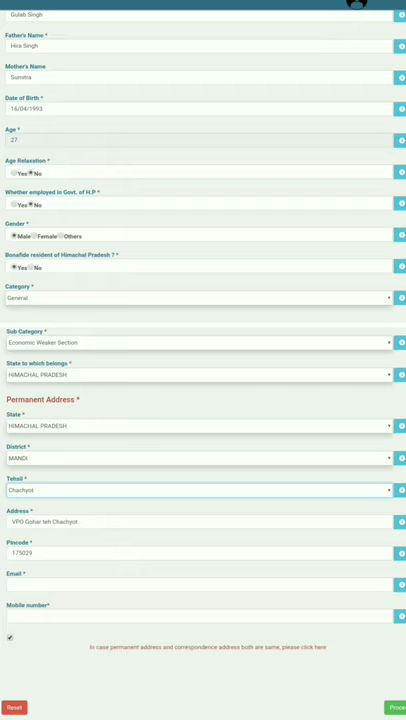 Gulab Singh
Father's Name *
Hira Singh
Mother's Name
Sumitra
Date of Birth *
16/04/1993
Age *
27
Age Relaxation *
Yes No
Whether employed in Govt. of H.P *
Yes No
Gender *
Male Female Others
Bonafide resident of Himachal Pradesh ? *
Yes No
Category *
General
Sub Category *
Economic Weaker Section
State to which belongs *
HIMACHAL PRADESH
Permanent Address *
State *
HIMACHAL PRADESH
District *
MANDI
Tehail *
Chachyot
Address *
VPO Gohar teh Chachyot
Pincode *
175029
Email *
Mobile number*
In case permanent address and correspondence address both are same, please click here
Reset
Procee